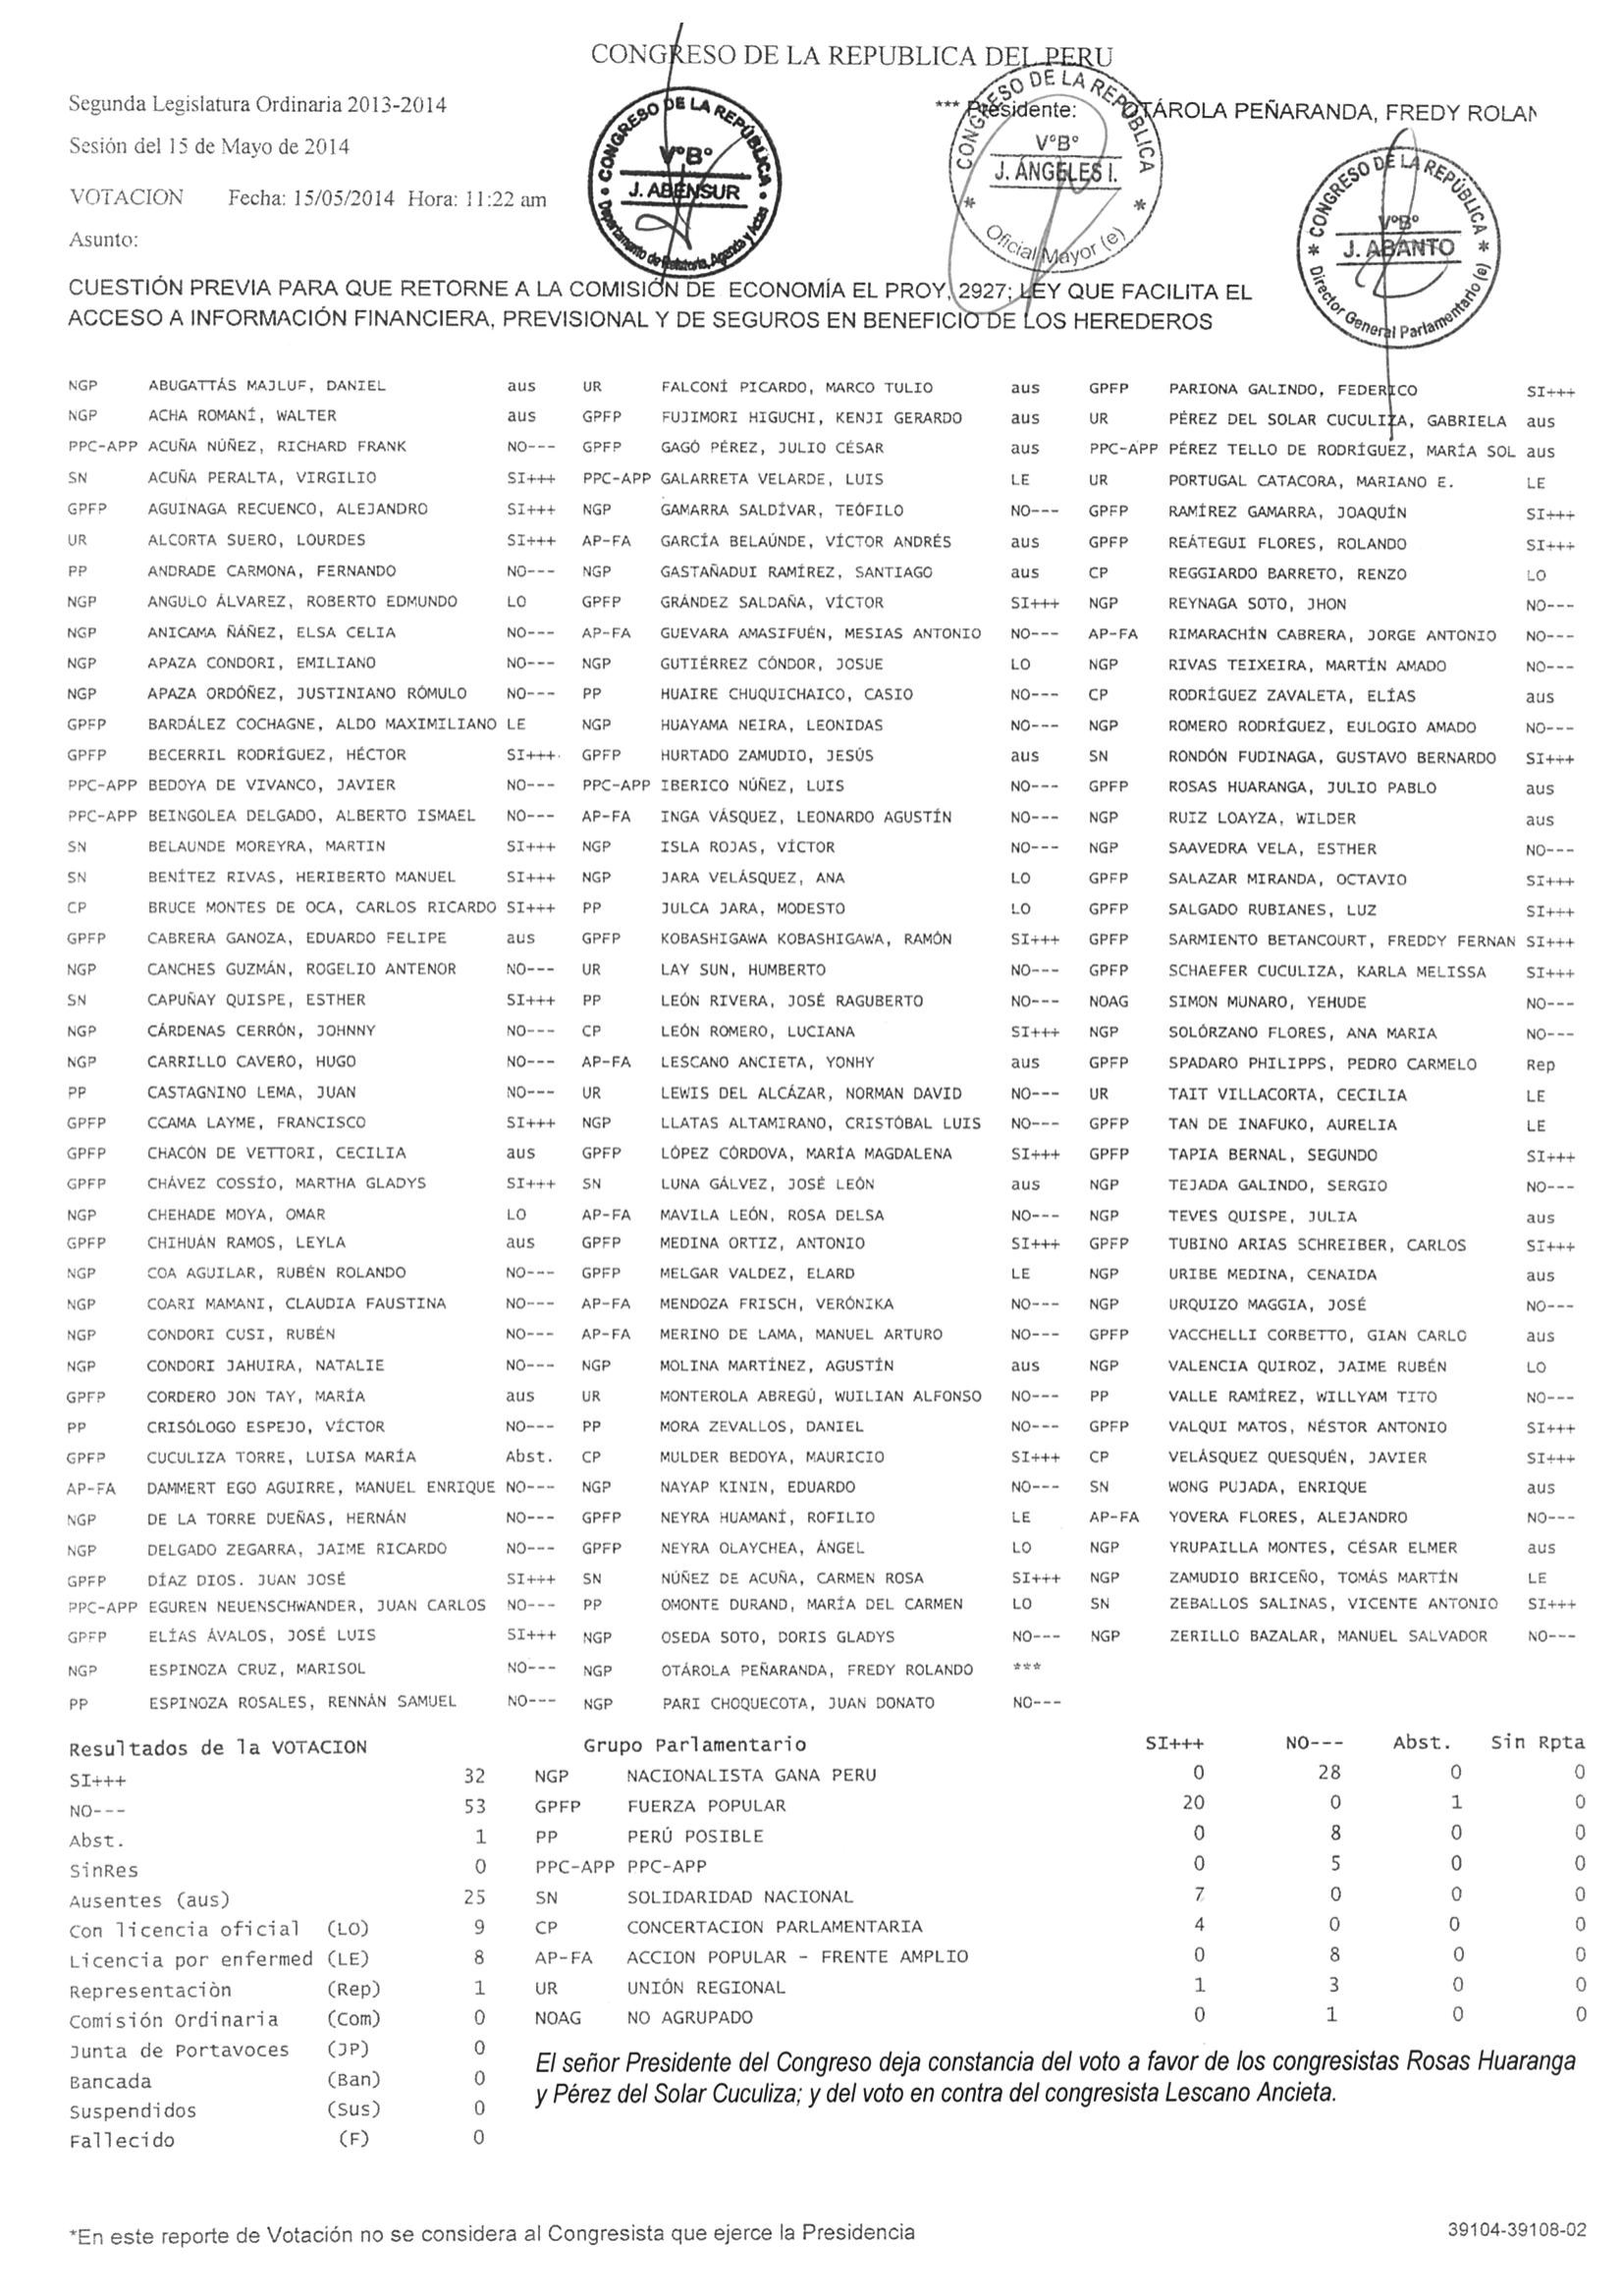 CONGRESO DE LA REPUBLICA DEL PERU
Segunda Legislatura Ordinaria 2013-2014
*** Presidente: OTÁROLA PEÑARANDA, FREDY ROLAN
Sesión del 15 de Mayo de 2014
VOTACION Fecha: 15/05/2014 Hora: 11:22 am
Asunto:
* CONGRESO DE LA REPÚBLICA *
VºBº
J. ABENSUR
Departamento de Relatoría, Agenda y Actas
* CONGRESO DE LA REPÚBLICA *
VºBº
J. ÁNGELES I.
Oficial Mayor (e)
* CONGRESO DE LA REPÚBLICA *
VºBº
J. ABANTO
Director General Parlamentario (e)
CUESTIÓN PREVIA PARA QUE RETORNE A LA COMISIÓN DE ECONOMÍA EL PROY. 2927; LEY QUE FACILITA EL
ACCESO A INFORMACIÓN FINANCIERA, PREVISIONAL Y DE SEGUROS EN BENEFICIO DE LOS HEREDEROS
NGP ABUGATTÁS MAJLUF, DANIEL aus UR FALCONÍ PICARDO, MARCO TULIO aus GPFP PARIONA GALINDO, FEDERICO SI+++
NGP ACHA ROMANÍ, WALTER aus GPFP FUJIMORI HIGUCHI, KENJI GERARDO aus UR PÉREZ DEL SOLAR CUCULIZA, GABRIELA aus
PPC-APP ACUÑA NÚÑEZ, RICHARD FRANK NO--- GPFP GAGÓ PÉREZ, JULIO CÉSAR aus PPC-APP PÉREZ TELLO DE RODRÍGUEZ, MARÍA SOL aus
SN ACUÑA PERALTA, VIRGILIO SI+++ PPC-APP GALARRETA VELARDE, LUIS LE UR PORTUGAL CATACORA, MARIANO E. LE
GPFP AGUINAGA RECUENCO, ALEJANDRO SI+++ NGP GAMARRA SALDÍVAR, TEÓFILO NO--- GPFP RAMÍREZ GAMARRA, JOAQUÍN SI+++
UR ALCORTA SUERO, LOURDES SI+++ AP-FA GARCÍA BELAÚNDE, VÍCTOR ANDRÉS aus GPFP REÁTEGUI FLORES, ROLANDO SI+++
PP ANDRADE CARMONA, FERNANDO NO--- NGP GASTAÑADUI RAMÍREZ, SANTIAGO aus CP REGGIARDO BARRETO, RENZO LO
NGP ANGULO ÁLVAREZ, ROBERTO EDMUNDO LO GPFP GRÁNDEZ SALDAÑA, VÍCTOR SI+++ NGP REYNAGA SOTO, JHON NO---
NGP ANICAMA ÑÁÑEZ, ELSA CELIA NO--- AP-FA GUEVARA AMASIFUÉN, MESIAS ANTONIO NO--- AP-FA RIMARACHÍN CABRERA, JORGE ANTONIO NO---
NGP APAZA CONDORI, EMILIANO NO--- NGP GUTIÉRREZ CÓNDOR, JOSUE LO NGP RIVAS TEIXEIRA, MARTÍN AMADO NO---
NGP APAZA ORDÓÑEZ, JUSTINIANO RÓMULO NO--- PP HUAIRE CHUQUICHAICO, CASIO NO--- CP RODRÍGUEZ ZAVALETA, ELÍAS aus
GPFP BARDÁLEZ COCHAGNE, ALDO MAXIMILIANO LE NGP HUAYAMA NEIRA, LEONIDAS NO--- NGP ROMERO RODRÍGUEZ, EULOGIO AMADO NO---
GPFP BECERRIL RODRÍGUEZ, HÉCTOR SI+++ GPFP HURTADO ZAMUDIO, JESÚS aus SN RONDÓN FUDINAGA, GUSTAVO BERNARDO SI+++
PPC-APP BEDOYA DE VIVANCO, JAVIER NO--- PPC-APP IBERICO NÚÑEZ, LUIS NO--- GPFP ROSAS HUARANGA, JULIO PABLO aus
PPC-APP BEINGOLEA DELGADO, ALBERTO ISMAEL NO--- AP-FA INGA VÁSQUEZ, LEONARDO AGUSTÍN NO--- NGP RUIZ LOAYZA, WILDER aus
SN BELAUNDE MOREYRA, MARTIN SI+++ NGP ISLA ROJAS, VÍCTOR NO--- NGP SAAVEDRA VELA, ESTHER NO---
SN BENÍTEZ RIVAS, HERIBERTO MANUEL SI+++ NGP JARA VELÁSQUEZ, ANA LO GPFP SALAZAR MIRANDA, OCTAVIO SI+++
CP BRUCE MONTES DE OCA, CARLOS RICARDO SI+++ PP JULCA JARA, MODESTO LO GPFP SALGADO RUBIANES, LUZ SI+++
GPFP CABRERA GANOZA, EDUARDO FELIPE aus GPFP KOBASHIGAWA KOBASHIGAWA, RAMÓN SI+++ GPFP SARMIENTO BETANCOURT, FREDDY FERNAN SI+++
NGP CANCHES GUZMÁN, ROGELIO ANTENOR NO--- UR LAY SUN, HUMBERTO NO--- GPFP SCHAEFER CUCULIZA, KARLA MELISSA SI+++
SN CAPUÑAY QUISPE, ESTHER SI+++ PP LEÓN RIVERA, JOSÉ RAGUBERTO NO--- NOAG SIMON MUNARO, YEHUDE NO---
NGP CÁRDENAS CERRÓN, JOHNNY NO--- CP LEÓN ROMERO, LUCIANA SI+++ NGP SOLÓRZANO FLORES, ANA MARIA NO---
NGP CARRILLO CAVERO, HUGO NO--- AP-FA LESCANO ANCIETA, YONHY aus GPFP SPADARO PHILIPPS, PEDRO CARMELO Rep
PP CASTAGNINO LEMA, JUAN NO--- UR LEWIS DEL ALCÁZAR, NORMAN DAVID NO--- UR TAIT VILLACORTA, CECILIA LE
GPFP CCAMA LAYME, FRANCISCO SI+++ NGP LLATAS ALTAMIRANO, CRISTÓBAL LUIS NO--- GPFP TAN DE INAFUKO, AURELIA LE
GPFP CHACÓN DE VETTORI, CECILIA aus GPFP LÓPEZ CÓRDOVA, MARÍA MAGDALENA SI+++ GPFP TAPIA BERNAL, SEGUNDO SI+++
GPFP CHÁVEZ COSSÍO, MARTHA GLADYS SI+++ SN LUNA GÁLVEZ, JOSÉ LEÓN aus NGP TEJADA GALINDO, SERGIO NO---
NGP CHEHADE MOYA, OMAR LO AP-FA MAVILA LEÓN, ROSA DELSA NO--- NGP TEVES QUISPE, JULIA aus
GPFP CHIHUÁN RAMOS, LEYLA aus GPFP MEDINA ORTIZ, ANTONIO SI+++ GPFP TUBINO ARIAS SCHREIBER, CARLOS SI+++
NGP COA AGUILAR, RUBÉN ROLANDO NO--- GPFP MELGAR VALDEZ, ELARD LE NGP URIBE MEDINA, CENAIDA aus
NGP COARI MAMANI, CLAUDIA FAUSTINA NO--- AP-FA MENDOZA FRISCH, VERÓNIKA NO--- NGP URQUIZO MAGGIA, JOSÉ NO---
NGP CONDORI CUSI, RUBÉN NO--- AP-FA MERINO DE LAMA, MANUEL ARTURO NO--- GPFP VACCHELLI CORBETTO, GIAN CARLO aus
NGP CONDORI JAHUIRA, NATALIE NO--- NGP MOLINA MARTÍNEZ, AGUSTÍN aus NGP VALENCIA QUIROZ, JAIME RUBÉN LO
GPFP CORDERO JON TAY, MARÍA aus UR MONTEROLA ABREGÚ, WUILIAN ALFONSO NO--- PP VALLE RAMÍREZ, WILLYAM TITO NO---
PP CRISÓLOGO ESPEJO, VÍCTOR NO--- PP MORA ZEVALLOS, DANIEL NO--- GPFP VALQUI MATOS, NÉSTOR ANTONIO SI+++
GPFP CUCULIZA TORRE, LUISA MARÍA Abst. CP MULDER BEDOYA, MAURICIO SI+++ CP VELÁSQUEZ QUESQUÉN, JAVIER SI+++
AP-FA DAMMERT EGO AGUIRRE, MANUEL ENRIQUE NO--- NGP NAYAP KININ, EDUARDO NO--- SN WONG PUJADA, ENRIQUE aus
NGP DE LA TORRE DUEÑAS, HERNÁN NO--- GPFP NEYRA HUAMANÍ, ROFILIO LE AP-FA YOVERA FLORES, ALEJANDRO NO---
NGP DELGADO ZEGARRA, JAIME RICARDO NO--- GPFP NEYRA OLAYCHEA, ÁNGEL LO NGP YRUPAILLA MONTES, CÉSAR ELMER aus
GPFP DÍAZ DIOS. JUAN JOSÉ SI+++ SN NÚÑEZ DE ACUÑA, CARMEN ROSA SI+++ NGP ZAMUDIO BRICEÑO, TOMÁS MARTÍN LE
PPC-APP EGUREN NEUENSCHWANDER, JUAN CARLOS NO--- PP OMONTE DURAND, MARÍA DEL CARMEN LO SN ZEBALLOS SALINAS, VICENTE ANTONIO SI+++
GPFP ELÍAS ÁVALOS, JOSÉ LUIS SI+++ NGP OSEDA SOTO, DORIS GLADYS NO--- NGP ZERILLO BAZALAR, MANUEL SALVADOR NO---
NGP ESPINOZA CRUZ, MARISOL NO--- NGP OTÁROLA PEÑARANDA, FREDY ROLANDO ***
PP ESPINOZA ROSALES, RENNÁN SAMUEL NO--- NGP PARI CHOQUECOTA, JUAN DONATO NO---
Resultados de la VOTACION
SI+++ 32
NO--- 53
Abst. 1
SinRes 0
Ausentes (aus) 25
Con licencia oficial (LO) 9
Licencia por enfermed (LE) 8
Representaciòn (Rep) 1
Comisión Ordinaria (Com) 0
Junta de Portavoces (JP) 0
Bancada (Ban) 0
Suspendidos (Sus) 0
Fallecido (F) 0
Grupo Parlamentario SI+++ NO--- Abst. Sin Rpta
NGP NACIONALISTA GANA PERU 0 28 0 0
GPFP FUERZA POPULAR 20 0 1 0
PP PERÚ POSIBLE 0 8 0 0
PPC-APP PPC-APP 0 5 0 0
SN SOLIDARIDAD NACIONAL 7 0 0 0
CP CONCERTACION PARLAMENTARIA 4 0 0 0
AP-FA ACCION POPULAR - FRENTE AMPLIO 0 8 0 0
UR UNIÓN REGIONAL 1 3 0 0
NOAG NO AGRUPADO 0 1 0 0
El señor Presidente del Congreso deja constancia del voto a favor de los congresistas Rosas Huaranga
y Pérez del Solar Cuculiza; y del voto en contra del congresista Lescano Ancieta.
*En este reporte de Votación no se considera al Congresista que ejerce la Presidencia
39104-39108-02